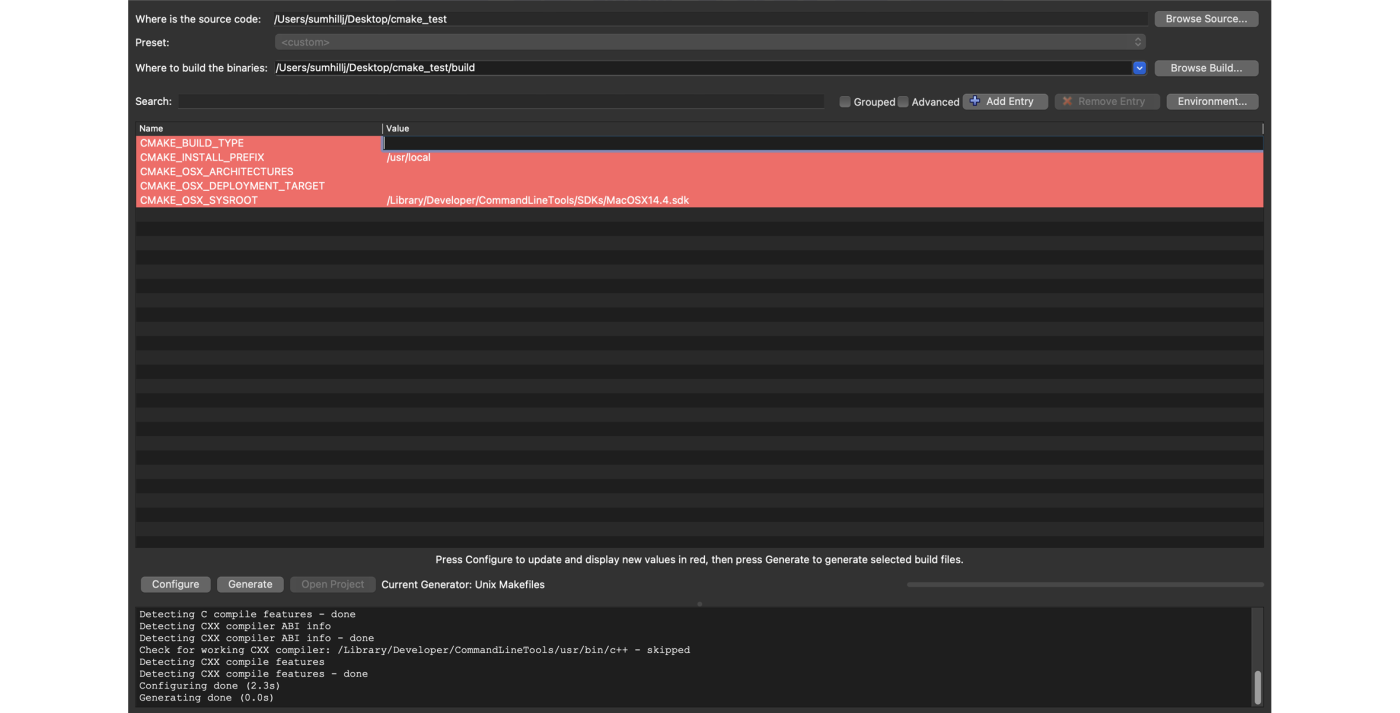 Where is the source code: /Users/sumhillj/Desktop/cmake_test Browse Source...
Preset: <custom>
Where to build the binaries: /Users/sumhillj/Desktop/cmake_test/build Browse Build...
Search: Grouped Advanced Add Entry Remove Entry Environment...
Name Value
CMAKE_BUILD_TYPE
CMAKE_INSTALL_PREFIX /usr/local
CMAKE_OSX_ARCHITECTURES
CMAKE_OSX_DEPLOYMENT_TARGET
CMAKE_OSX_SYSROOT /Library/Developer/CommandLineTools/SDKs/MacOSX14.4.sdk
Press Configure to update and display new values in red, then press Generate to generate selected build files.
Configure Generate Open Project Current Generator: Unix Makefiles
Detecting C compile features - done
Detecting CXX compiler ABI info
Detecting CXX compiler ABI info - done
Check for working CXX compiler: /Library/Developer/CommandLineTools/usr/bin/c++ - skipped
Detecting CXX compile features
Detecting CXX compile features - done
Configuring done (2.3s)
Generating done (0.0s)